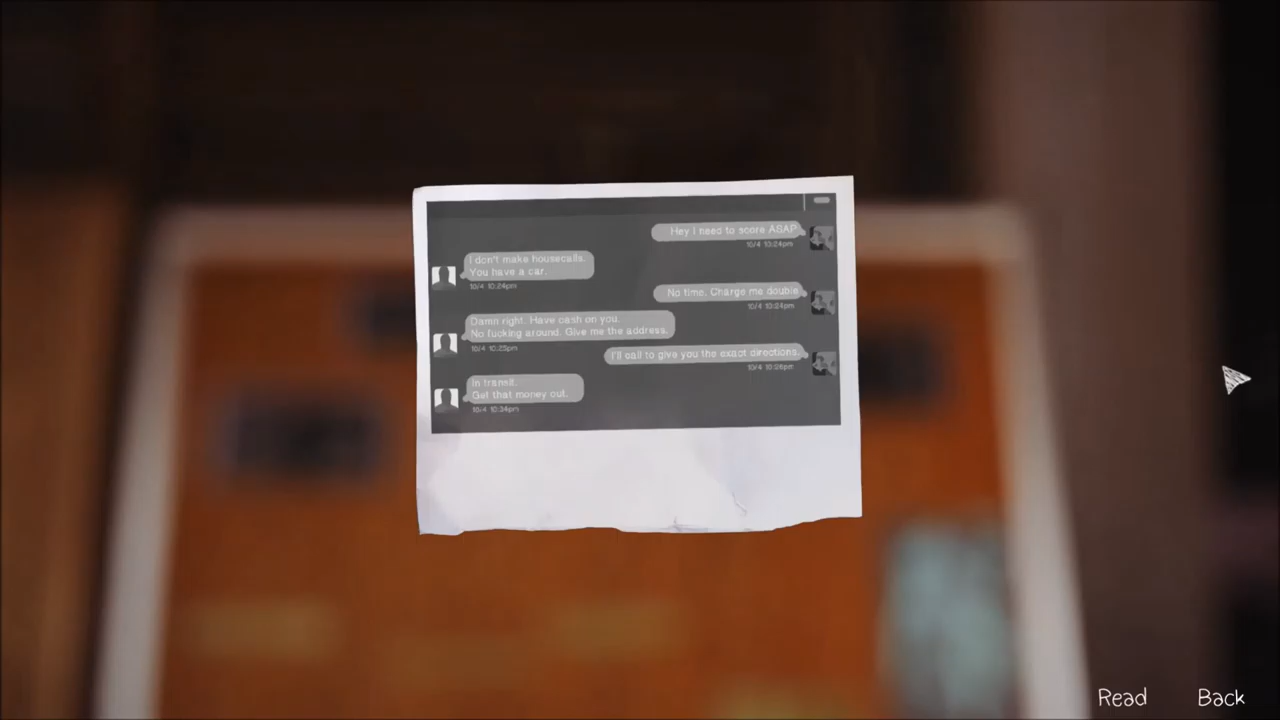 Hey I need to score ASAP
10/4 10:24pm
I don't make housecalls.
You have a car.
10/4 10:24pm
No time. Charge me double
10/4 10:24pm
Damn right. Have cash on you.
No fucking around. Give me the address.
10/4 10:25pm
I'll call to give you the exact directions.
10/4 10:26pm
In transit.
Get that money out.
10/4 10:34pm
Read
Back